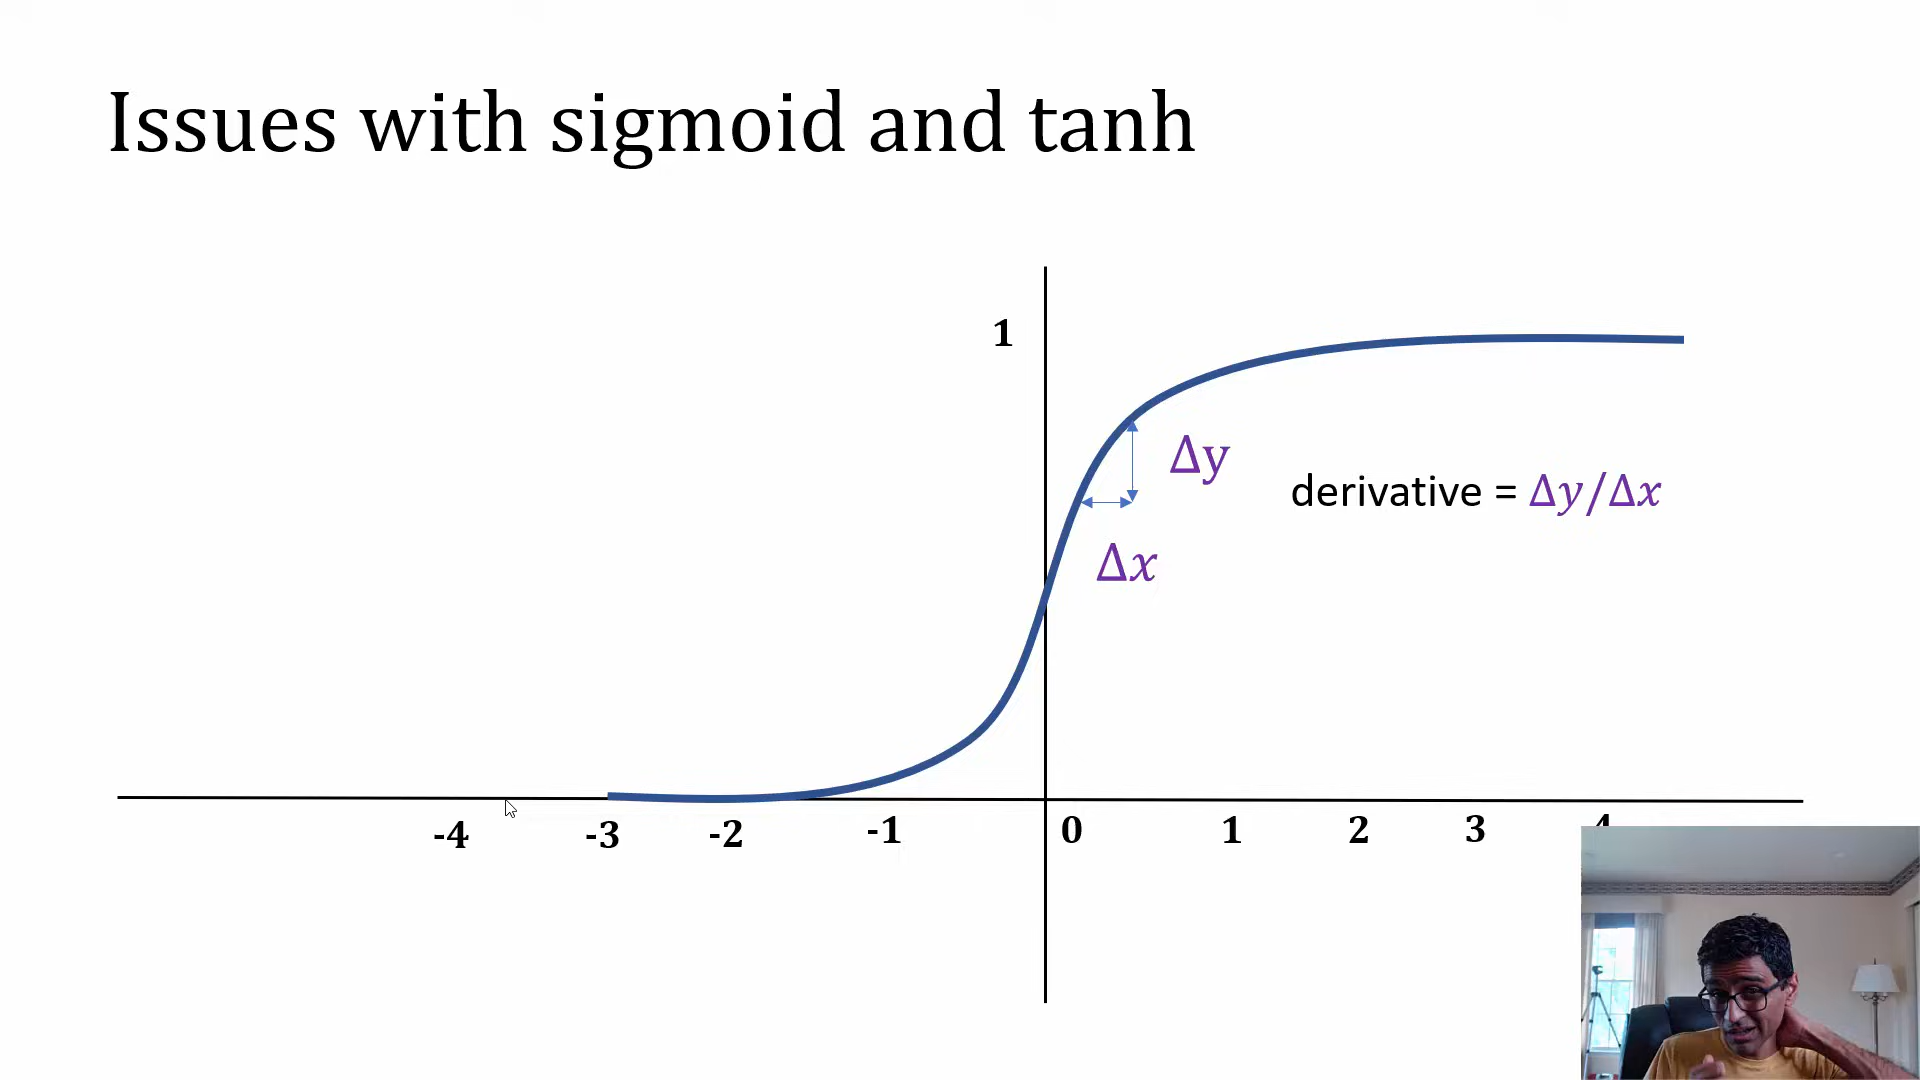 Issues with sigmoid and tanh
1
Δy
derivative = Δy/Δx
Δx
-4 -3 -2 -1 0 1 2 3 4